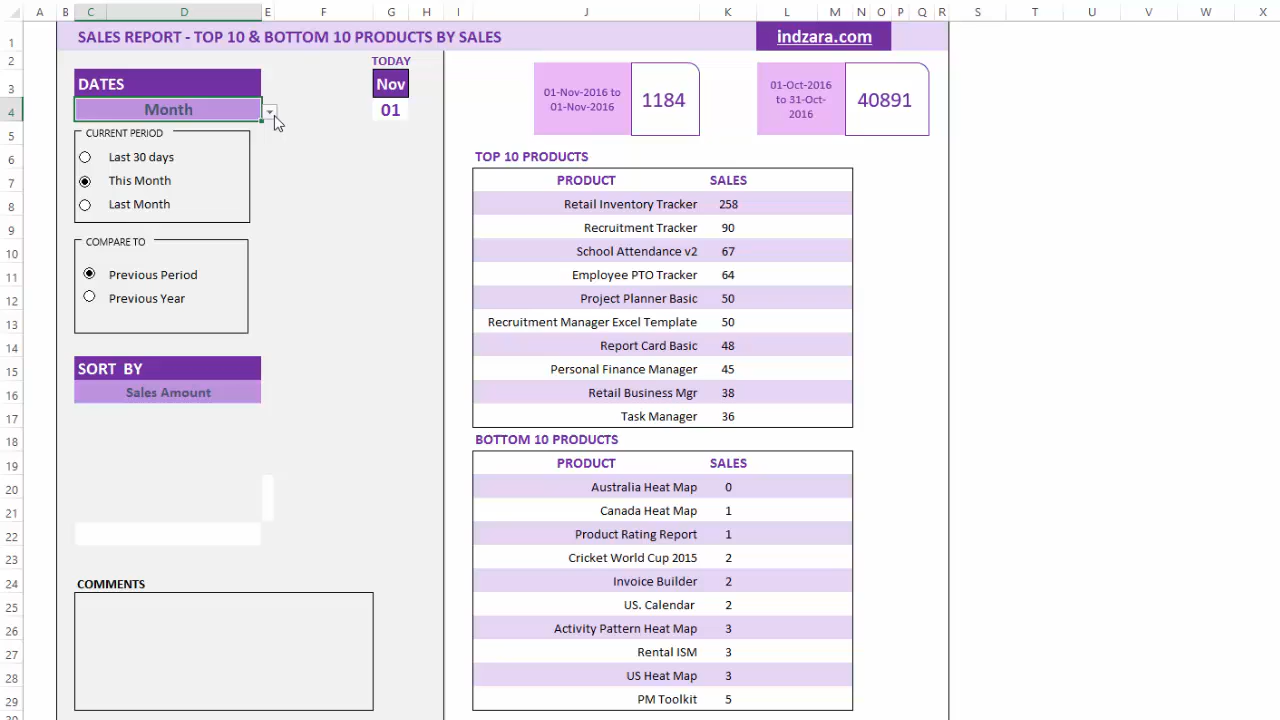 A B C D E F G H I J K L M N O P Q R S T U V W X
1 SALES REPORT - TOP 10 & BOTTOM 10 PRODUCTS BY SALES indzara.com
2 TODAY
3 DATES Nov
4 Month 01
01-Nov-2016 to
01-Nov-2016
1184
01-Oct-2016
to 31-Oct-
2016
40891
5 CURRENT PERIOD
6 Last 30 days TOP 10 PRODUCTS
7 This Month PRODUCT SALES
8 Last Month Retail Inventory Tracker 258
9 Recruitment Tracker 90
10 COMPARE TO School Attendance v2 67
11 Previous Period Employee PTO Tracker 64
12 Previous Year Project Planner Basic 50
13 Recruitment Manager Excel Template 50
14 Report Card Basic 48
15 SORT BY Personal Finance Manager 45
16 Sales Amount Retail Business Mgr 38
17 Task Manager 36
18 BOTTOM 10 PRODUCTS
19 PRODUCT SALES
20 Australia Heat Map 0
21 Canada Heat Map 1
22 Product Rating Report 1
23 Cricket World Cup 2015 2
24 COMMENTS Invoice Builder 2
25 US. Calendar 2
26 Activity Pattern Heat Map 3
27 Rental ISM 3
28 US Heat Map 3
29 PM Toolkit 5